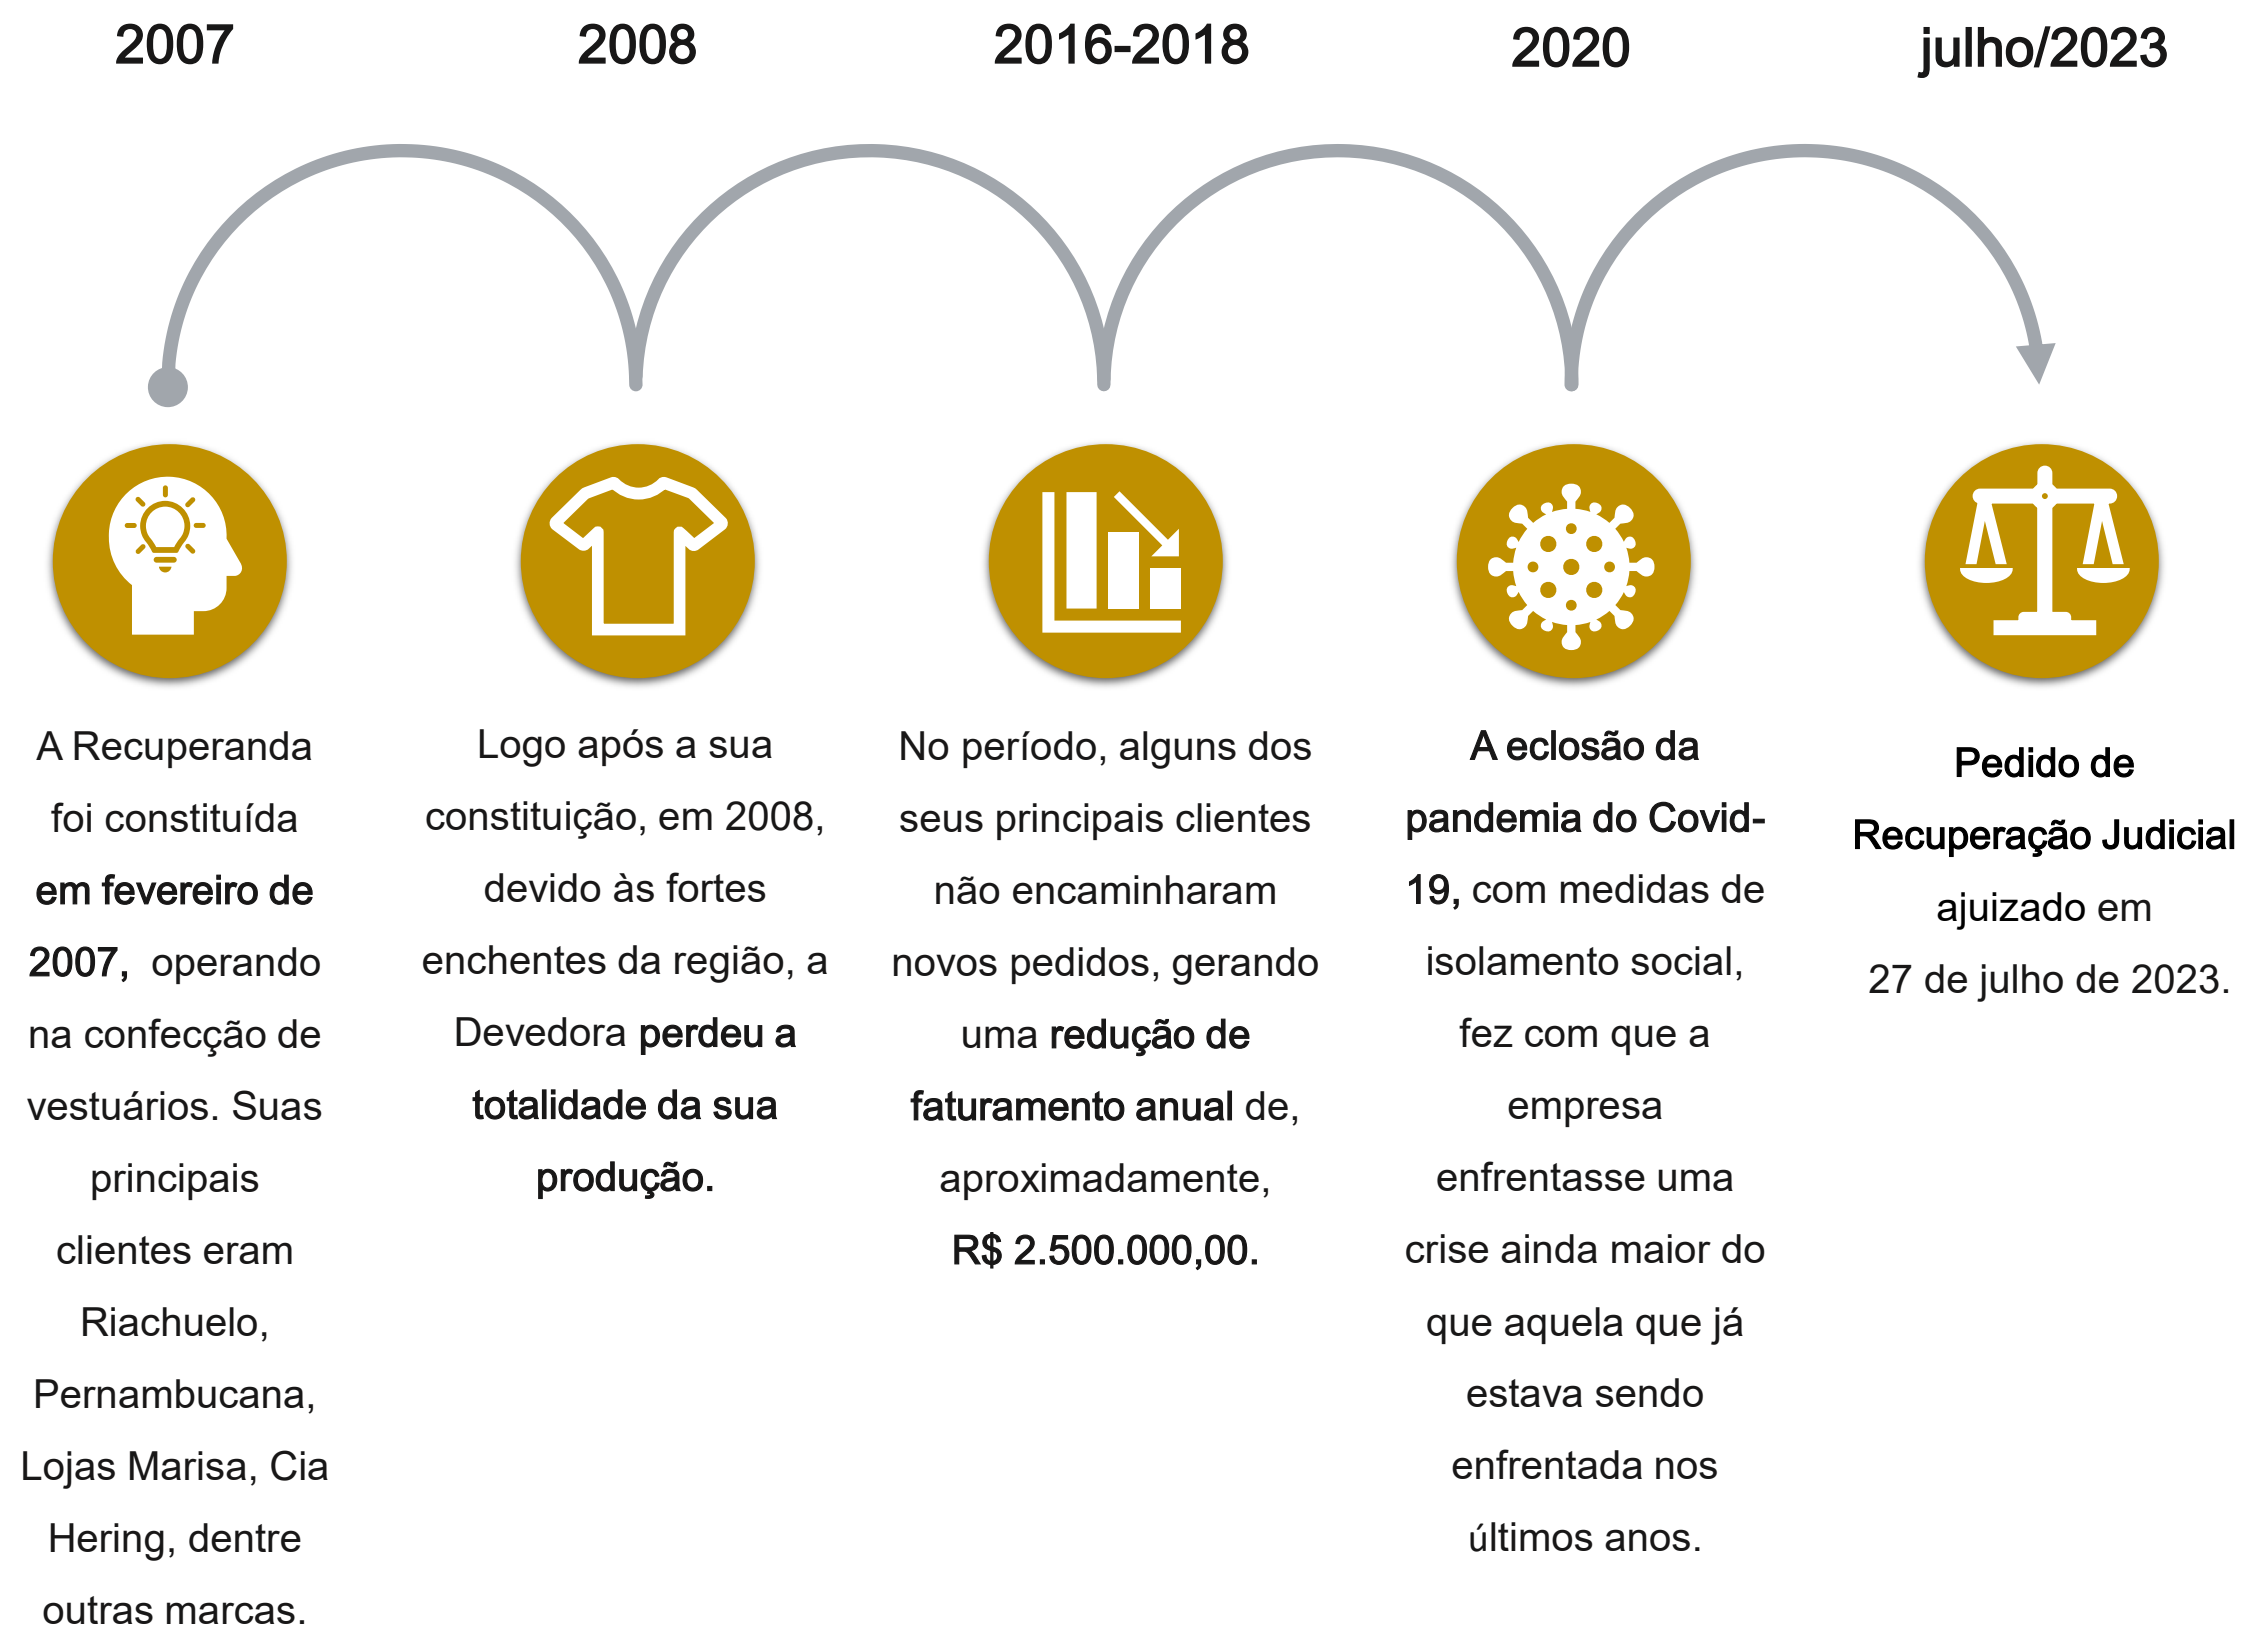 2007
A Recuperanda
foi constituída
em fevereiro de
2007, operando
na confecção de
vestuários. Suas
principais
clientes eram
Riachuelo,
Pernambucana,
Lojas Marisa, Cia
Hering, dentre
outras marcas.
2008
Logo após a sua
constituição, em 2008,
devido às fortes
enchentes da região, a
Devedora perdeu a
totalidade da sua
produção.
2016-2018
No período, alguns dos
seus principais clientes
não encaminharam
novos pedidos, gerando
uma redução de
faturamento anual de,
aproximadamente,
R$ 2.500.000,00.
2020
A eclosão da
pandemia do Covid-
19, com medidas de
isolamento social,
fez com que a
empresa
enfrentasse uma
crise ainda maior do
que aquela que já
estava sendo
enfrentada nos
últimos anos.
julho/2023
Pedido de
Recuperação Judicial
ajuizado em
27 de julho de 2023.